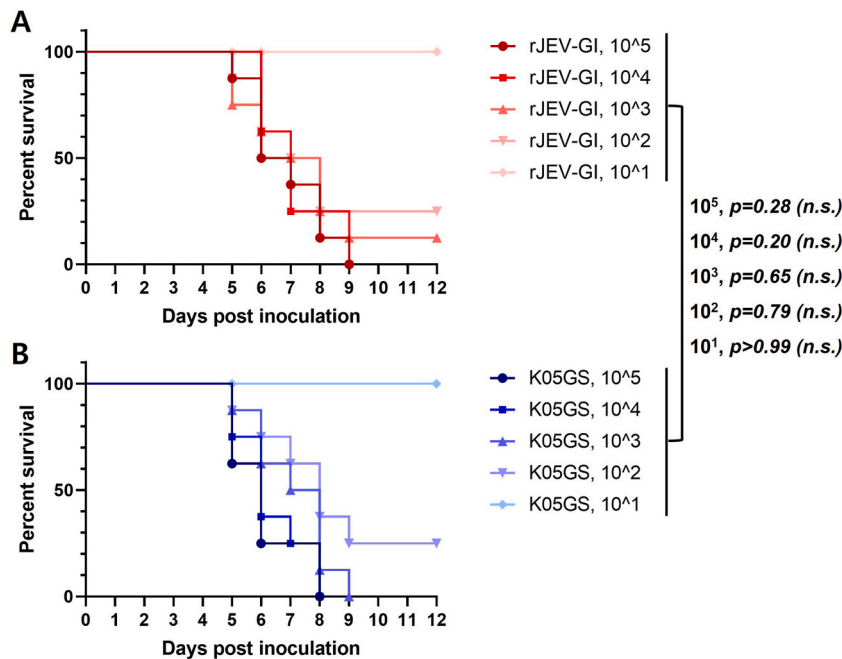 A
Percent survival
100
50
0
0 1 2 3 4 5 6 7 8 9 10 11 12
Days post inoculation
rJEV-GI, 10^5
rJEV-GI, 10^4
rJEV-GI, 10^3
rJEV-GI, 10^2
rJEV-GI, 10^1
10⁵, p=0.28 (n.s.)
10⁴, p=0.20 (n.s.)
10³, p=0.65 (n.s.)
10², p=0.79 (n.s.)
10¹, p>0.99 (n.s.)
B
Percent survival
100
50
0
0 1 2 3 4 5 6 7 8 9 10 11 12
Days post inoculation
K05GS, 10^5
K05GS, 10^4
K05GS, 10^3
K05GS, 10^2
K05GS, 10^1